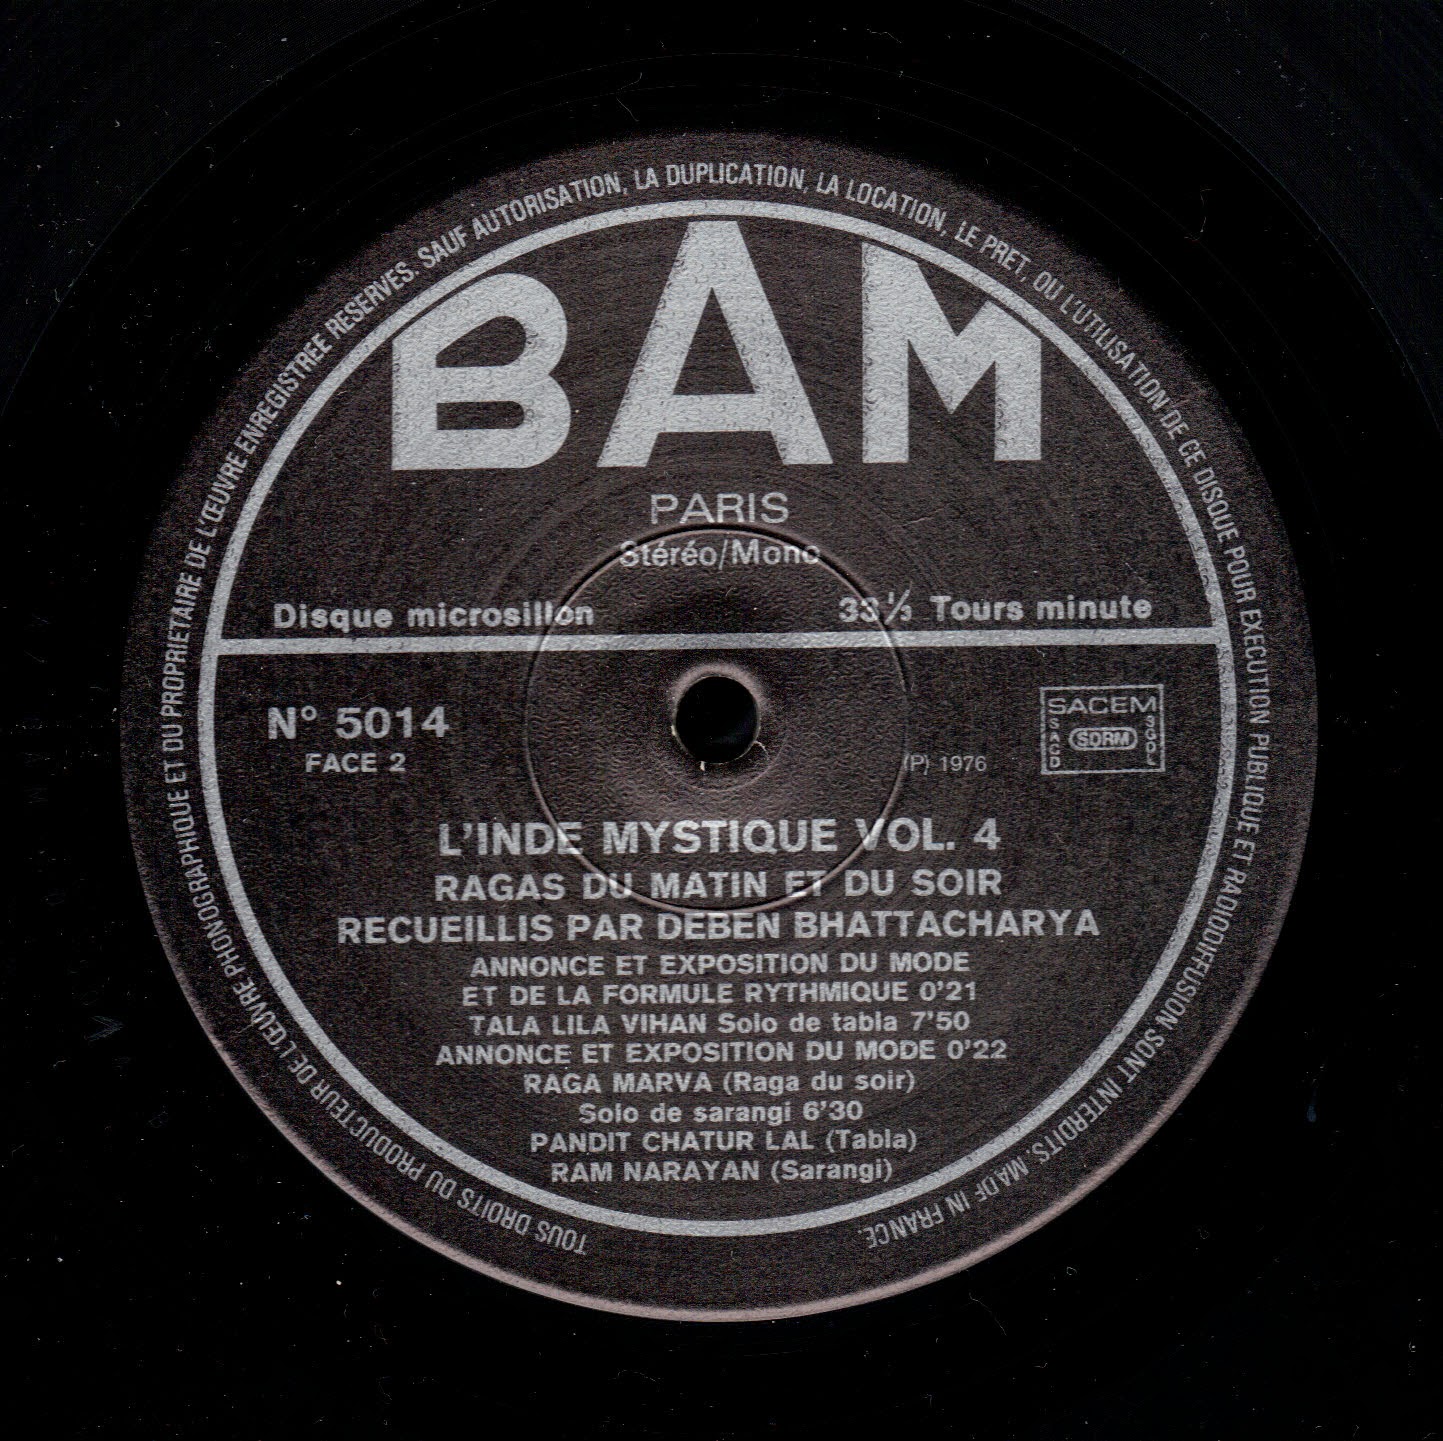 TOUS DROITS DU PRODUCTEUR DE L'ŒUVRE PHONOGRAPHIQUE ET DU PROPRIETAIRE DE L'ŒUVRE ENREGISTREE RESERVES. SAUF AUTORISATION, LA DUPLICATION, LA LOCATION, LE PRET, OU L'UTILISATION DE CE DISQUE POUR EXECUTION PUBLIQUE ET RADIODIFFUSION SONT INTERDITS. MADE IN FRANCE.
BAM
PARIS
Stéréo/Mono
Disque microsillon 33 1/3 Tours minute
N° 5014
FACE 2
(P) 1976
SACEM
SACD SDRM SGDL
L'INDE MYSTIQUE VOL. 4
RAGAS DU MATIN ET DU SOIR
RECUEILLIS PAR DEBEN BHATTACHARYA
ANNONCE ET EXPOSITION DU MODE
ET DE LA FORMULE RYTHMIQUE 0'21
TALA LILA VIHAN Solo de tabla 7'50
ANNONCE ET EXPOSITION DU MODE 0'22
RAGA MARVA (Raga du soir)
Solo de sarangi 6'30
PANDIT CHATUR LAL (Tabla)
RAM NARAYAN (Sarangi)